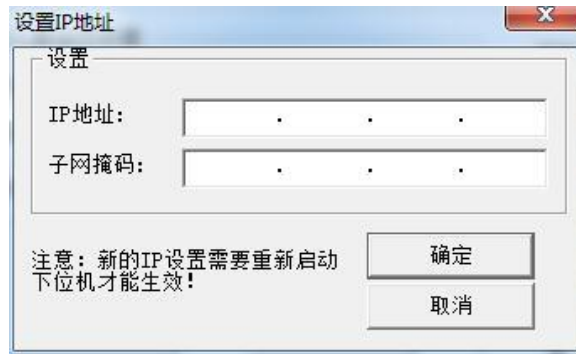 设置IP地址
设置
IP地址:
. . .
子网掩码:
. . .
注意: 新的IP设置需要重新启动
下位机才能生效!
确定
取消